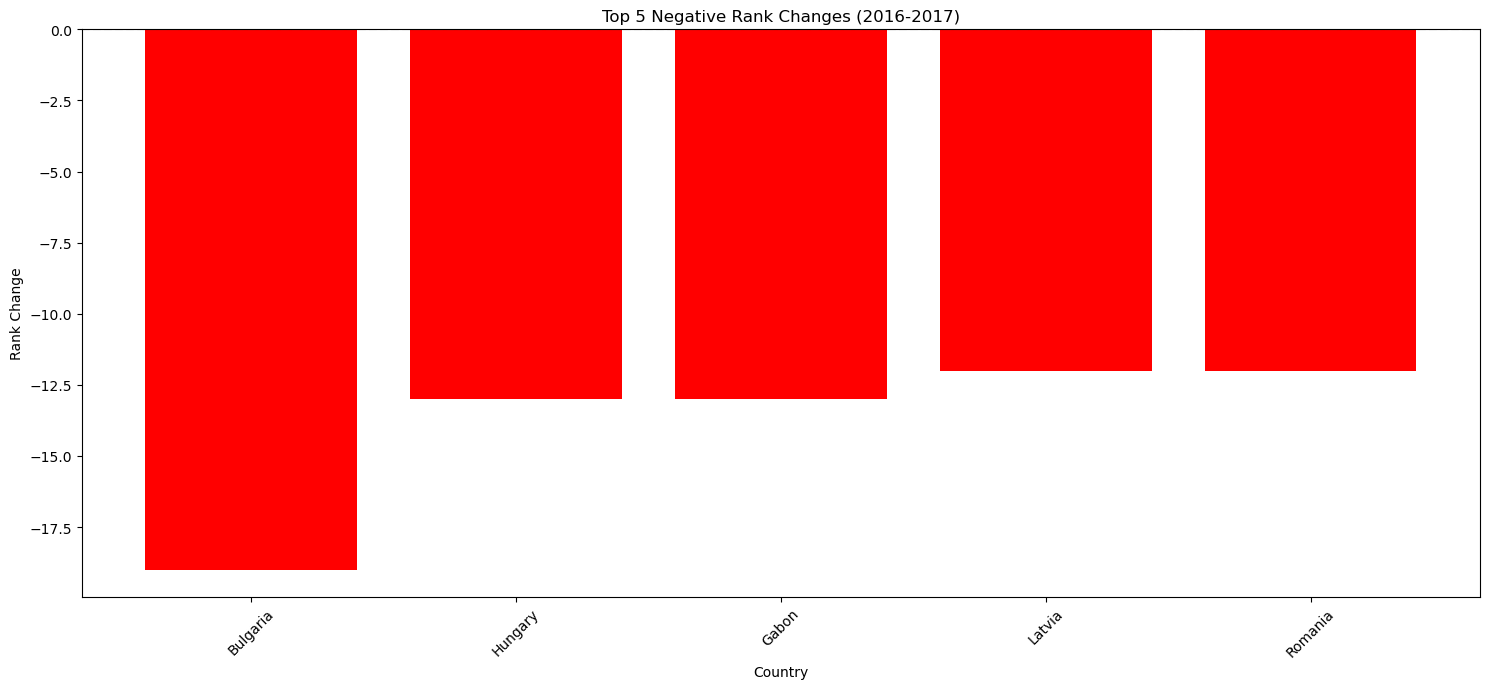 Top 5 Negative Rank Changes (2016-2017)
0.0
−2.5
−5.0
−7.5
−10.0
−12.5
−15.0
−17.5
Rank Change
Bulgaria
Hungary
Gabon
Latvia
Romania
Country